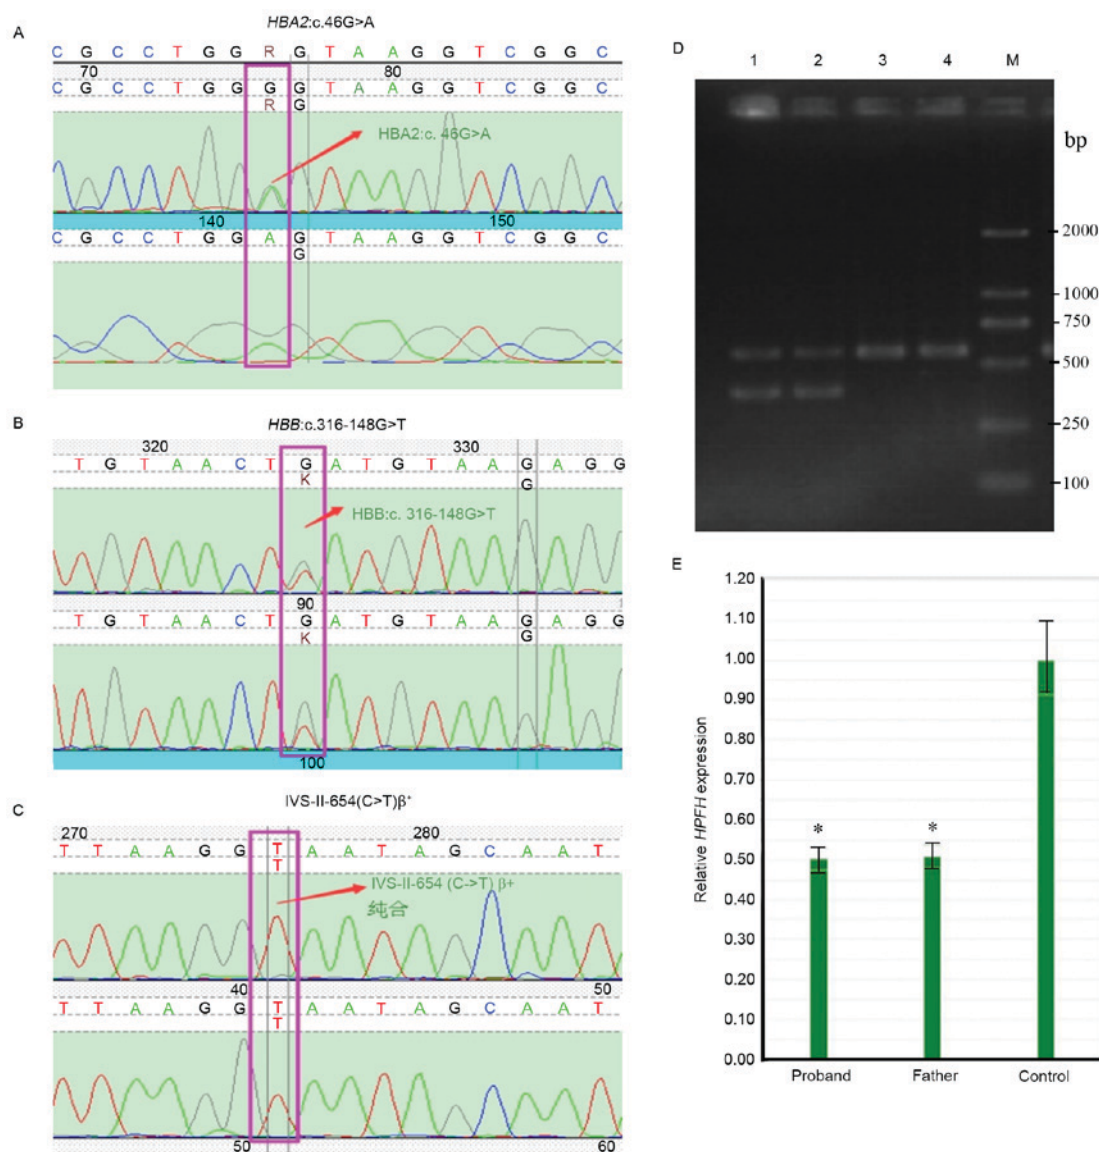 A
HBA2:c.46G>A
C G C C T G G R G T A A G G T C G G C
70 80
C G C C T G G G G T A A G G T C G G C
R G
HBA2:c. 46G>A
140 150
C G C C T G G A G T A A G G T C G G C
G
B
HBB:c.316-148G>T
320 330
T G T A A C T G A T G T A A G A G G
K G
HBB:c. 316-148G>T
90
T G T A A C T G A T G T A A G A G G
K G
100
C
IVS-II-654(C>T)β⁺
270 280
T T A A G G T A A T A G C A A T
T
IVS-II-654 (C->T) β+
纯合
40 50
T T A A G G T A A T A G C A A T
T
50 60
D
1 2 3 4 M
bp
2000
1000
750
500
250
100
E
Relative HPFH expression
1.20
1.10
1.00
0.90
0.80
0.70
0.60
0.50
0.40
0.30
0.20
0.10
0.00
* *
Proband Father Control